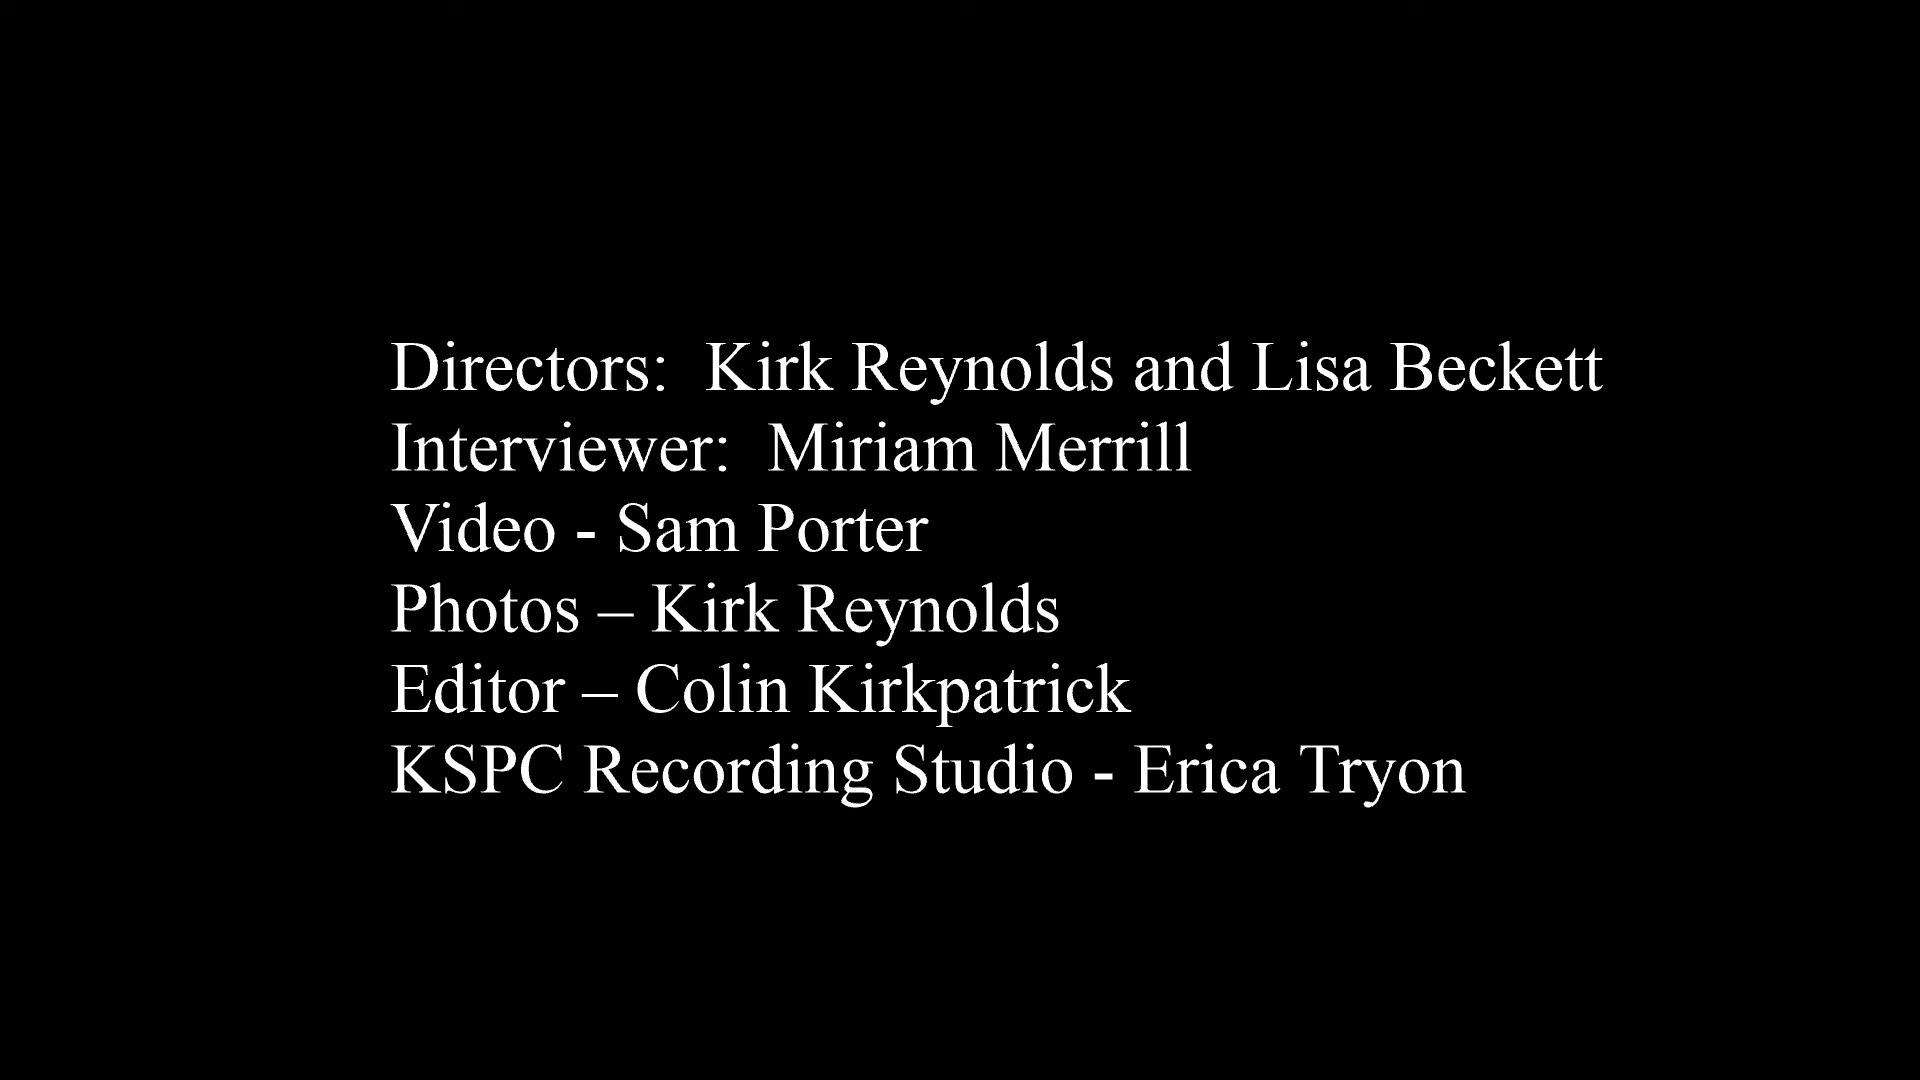 Directors:  Kirk Reynolds and Lisa Beckett
Interviewer:  Miriam Merrill
Video - Sam Porter
Photos – Kirk Reynolds
Editor – Colin Kirkpatrick
KSPC Recording Studio - Erica Tryon